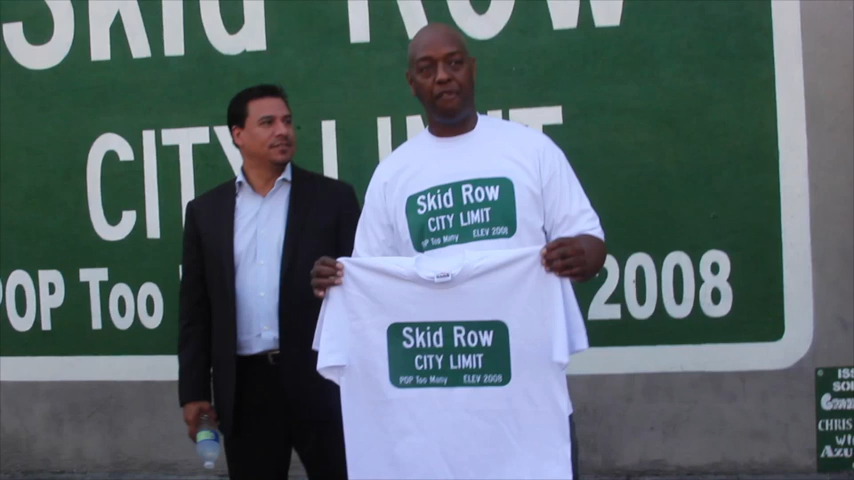 Skid Row
CITY LIMIT
POP Too
2008
Skid Row
CITY LIMIT
POP Too Many ELEV 2008
Skid Row
CITY LIMIT
POP Too Many ELEV 2008
CHRIS